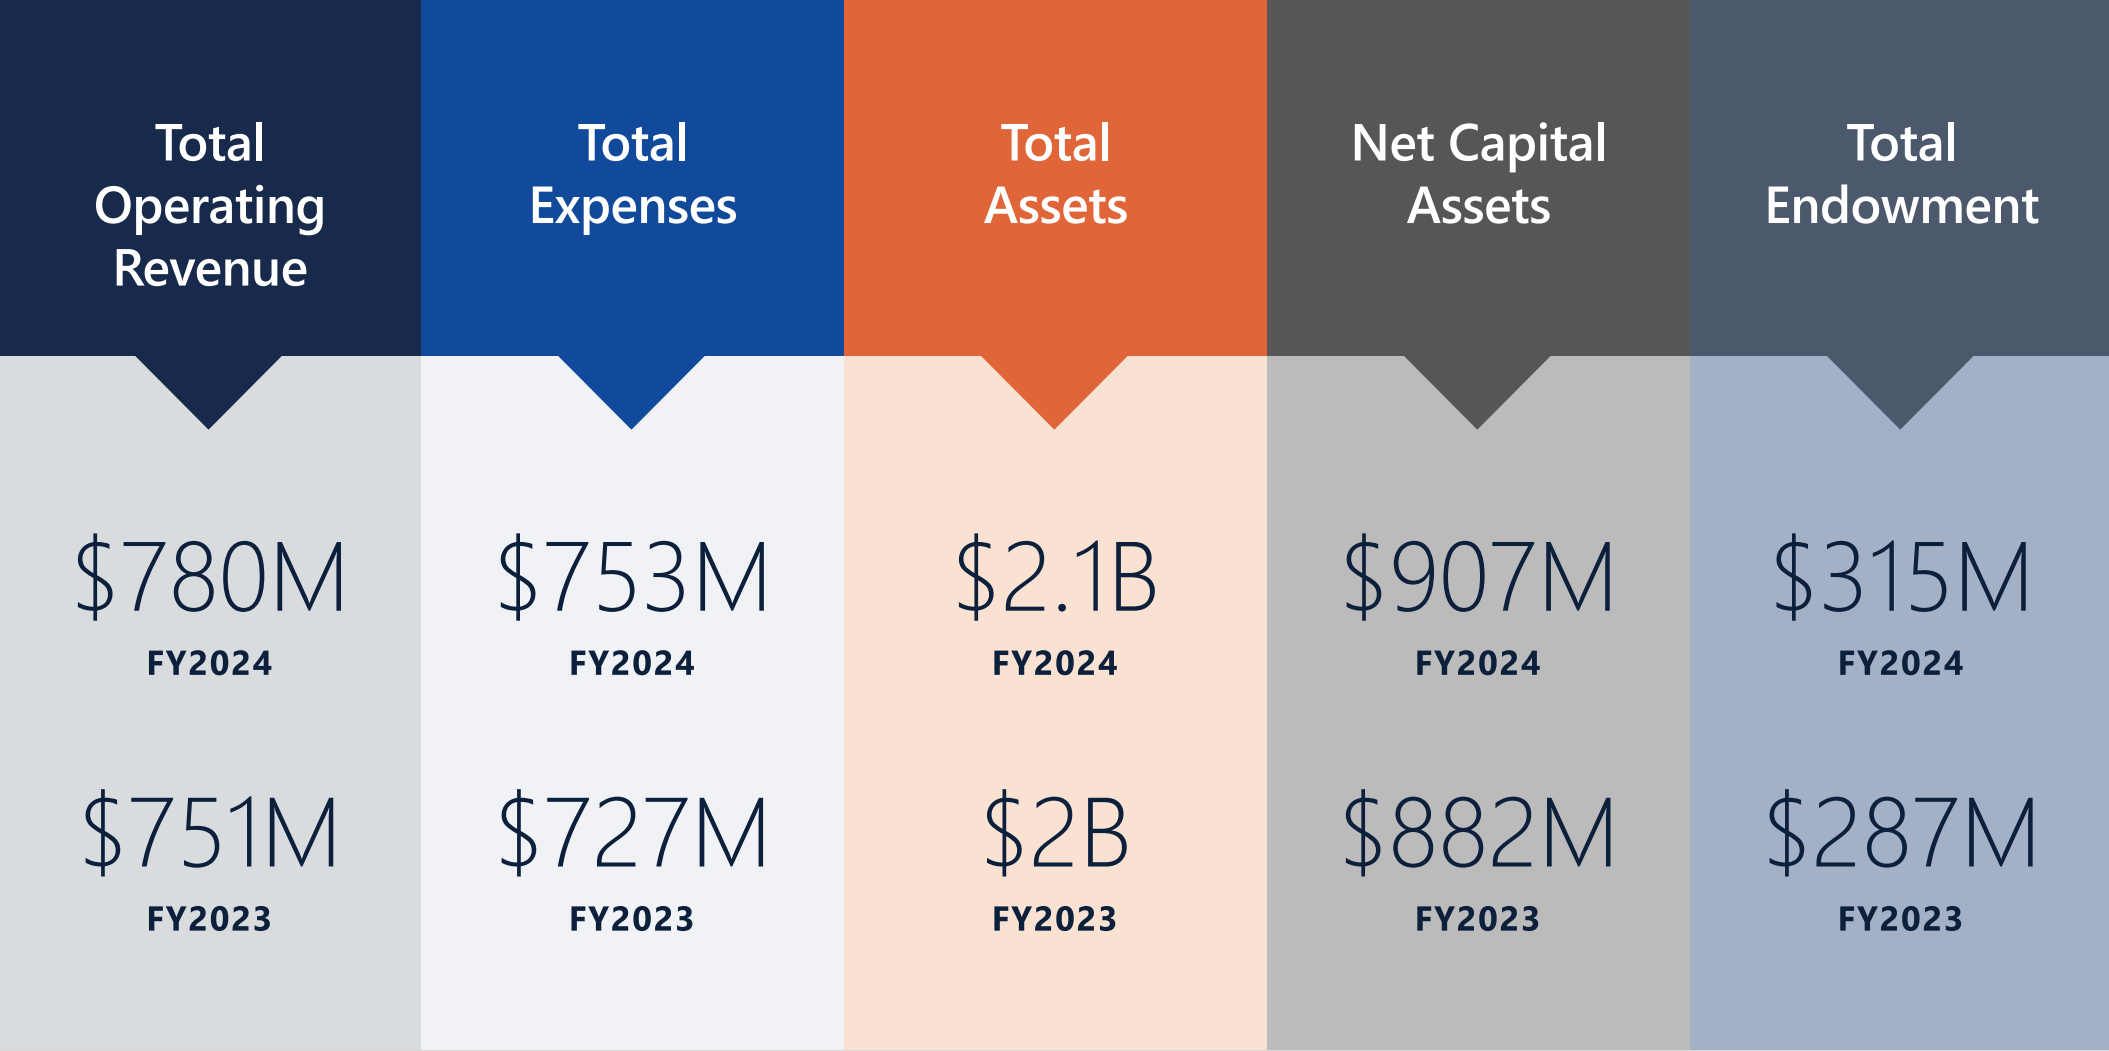 Total
Operating
Revenue
$780M
FY2024
$751M
FY2023
Total
Expenses
$753M
FY2024
$727M
FY2023
Total
Assets
$2.1B
FY2024
$2B
FY2023
Net Capital
Assets
$907M
FY2024
$882M
FY2023
Total
Endowment
$315M
FY2024
$287M
FY2023